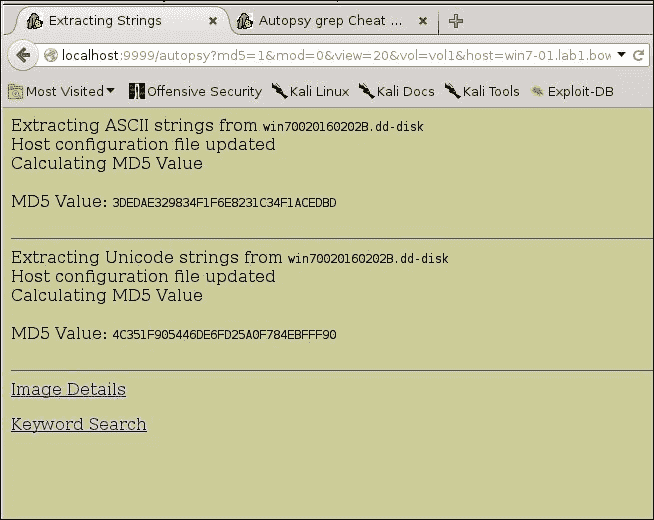 Extracting Strings
Autopsy grep Cheat ...
localhost:9999/autopsy?md5=1&mod=0&view=20&vol=vol1&host=win7-01.lab1.bow
Most Visited
Offensive Security
Kali Linux
Kali Docs
Kali Tools
Exploit-DB
Extracting ASCII strings from win70020160202B.dd-disk
Host configuration file updated
Calculating MD5 Value
MD5 Value: 3DEDAE329834F1F6E8231C34F1ACEDBD
Extracting Unicode strings from win70020160202B.dd-disk
Host configuration file updated
Calculating MD5 Value
MD5 Value: 4C351F905446DE6FD25A0F784EBFFF90
Image Details
Keyword Search